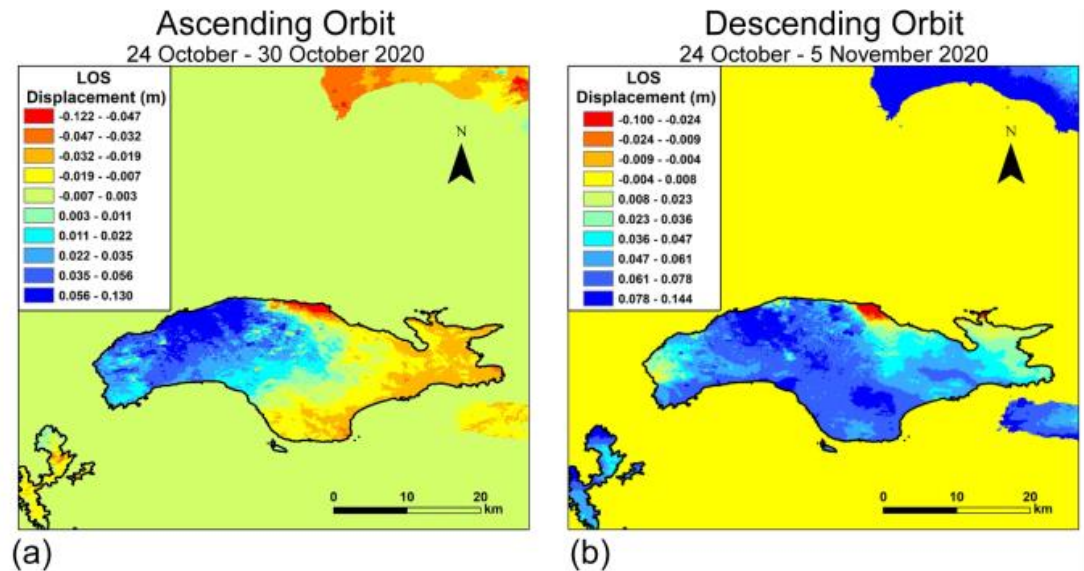 Ascending Orbit
24 October - 30 October 2020
LOS
Displacement (m)
-0.122 - -0.047
-0.047 - -0.032
-0.032 - -0.019
-0.019 - -0.007
-0.007 - 0.003
0.003 - 0.011
0.011 - 0.022
0.022 - 0.035
0.035 - 0.056
0.056 - 0.130
N
0 10 20
km
(a)
Descending Orbit
24 October - 5 November 2020
LOS
Displacement (m)
-0.100 - -0.024
-0.024 - -0.009
-0.009 - -0.004
-0.004 - 0.008
0.008 - 0.023
0.023 - 0.036
0.036 - 0.047
0.047 - 0.061
0.061 - 0.078
0.078 - 0.144
N
0 10 20
km
(b)